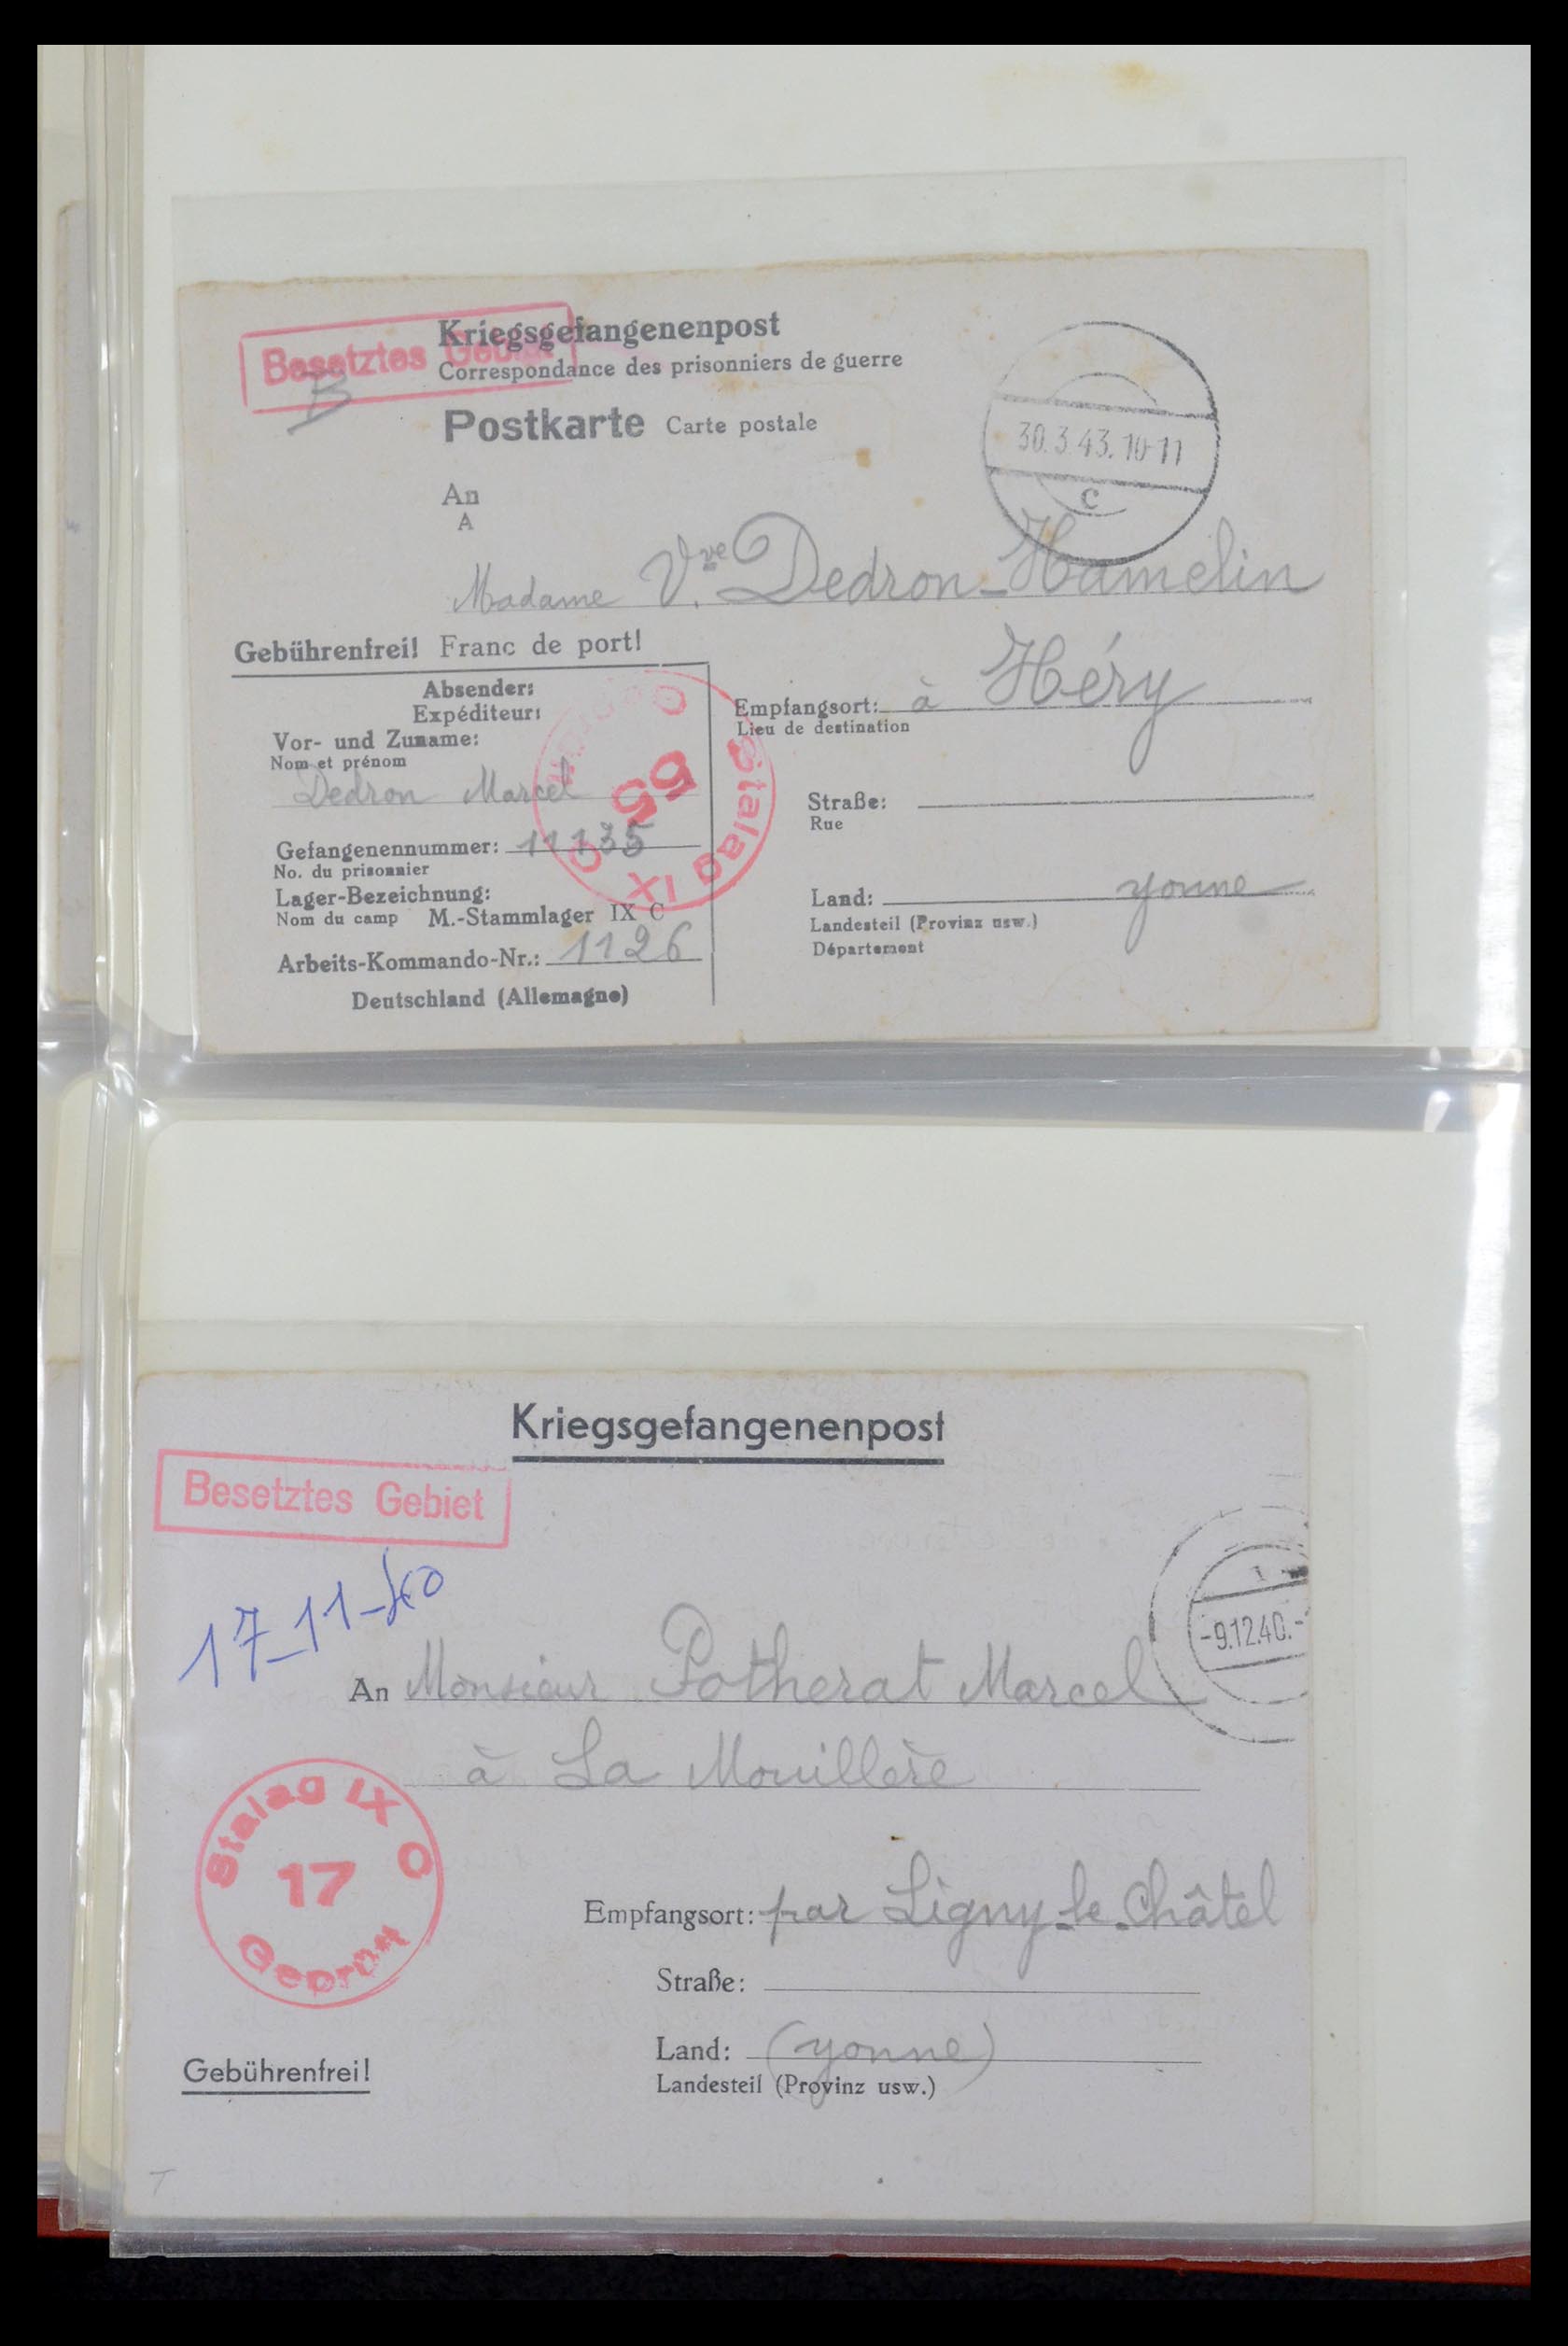 Besetztes Gebiet
B
Kriegsgefangenenpost
Correspondance des prisonniers de guerre
Postkarte Carte postale
30.3.43.10-11
c
An
A
Madame Vve Dedron-Hamelin
Gebührenfrei! Franc de port!
Absender:
Expéditeur:
Vor- und Zuname:
Nom et prénom
Dedron Marcel
Gefangenennummer: 11135
No. du prisonnier
Lager-Bezeichnung:
Nom du camp M.-Stammlager IX C
Arbeits-Kommando-Nr.: 1126
Deutschland (Allemagne)
Stalag IX C
55
Geprüft
Empfangsort: à Héry
Lieu de destination
Straße:
Rue
Land: yonne
Landesteil (Provinz usw.)
Département
Kriegsgefangenenpost
Besetztes Gebiet
17-11-40
-9.12.40.-
An Monsieur Potherat Marcel
à La Mouillère
Stalag IX C
17
Geprüft
Empfangsort: par Ligny-le-Châtel
Straße:
Land: (yonne)
Landesteil (Provinz usw.)
Gebührenfrei!
T